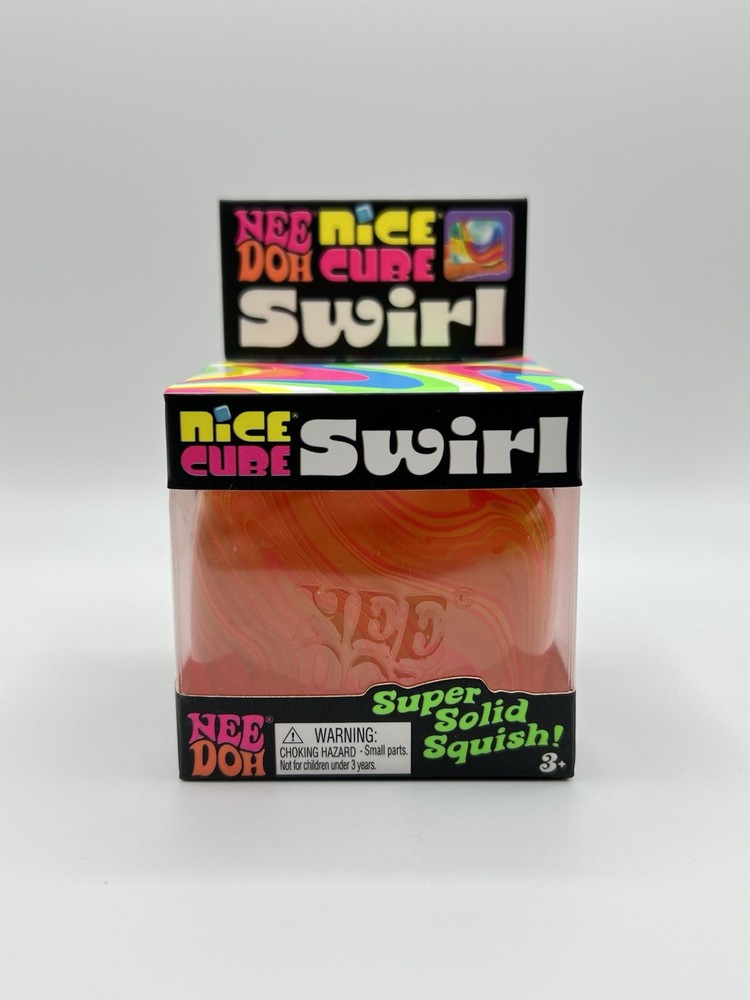 NEE DOH NiCE CUBE
Swirl
NiCE® CUBE Swirl
NEE®
DO
NEE® DOH
⚠ WARNING:
CHOKING HAZARD - Small parts.
Not for children under 3 years.
Super
Solid
Squish!
3+